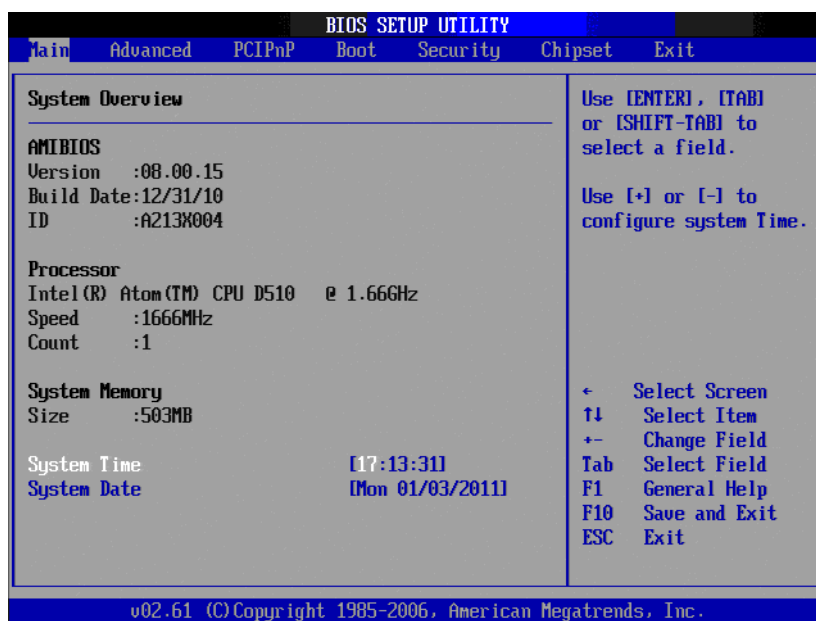 BIOS SETUP UTILITY
Main Advanced PCIPnP Boot Security Chipset Exit
System Overview
AMIBIOS
Version :08.00.15
Build Date:12/31/10
ID :A213X004
Processor
Intel(R) Atom(TM) CPU D510 @ 1.66GHz
Speed :1666MHz
Count :1
System Memory
Size :503MB
System Time [17:13:31]
System Date [Mon 01/03/2011]
Use [ENTER], [TAB]
or [SHIFT-TAB] to
select a field.
Use [+] or [-] to
configure system Time.
← Select Screen
↑↓ Select Item
+- Change Field
Tab Select Field
F1 General Help
F10 Save and Exit
ESC Exit
v02.61 (C)Copyright 1985-2006, American Megatrends, Inc.